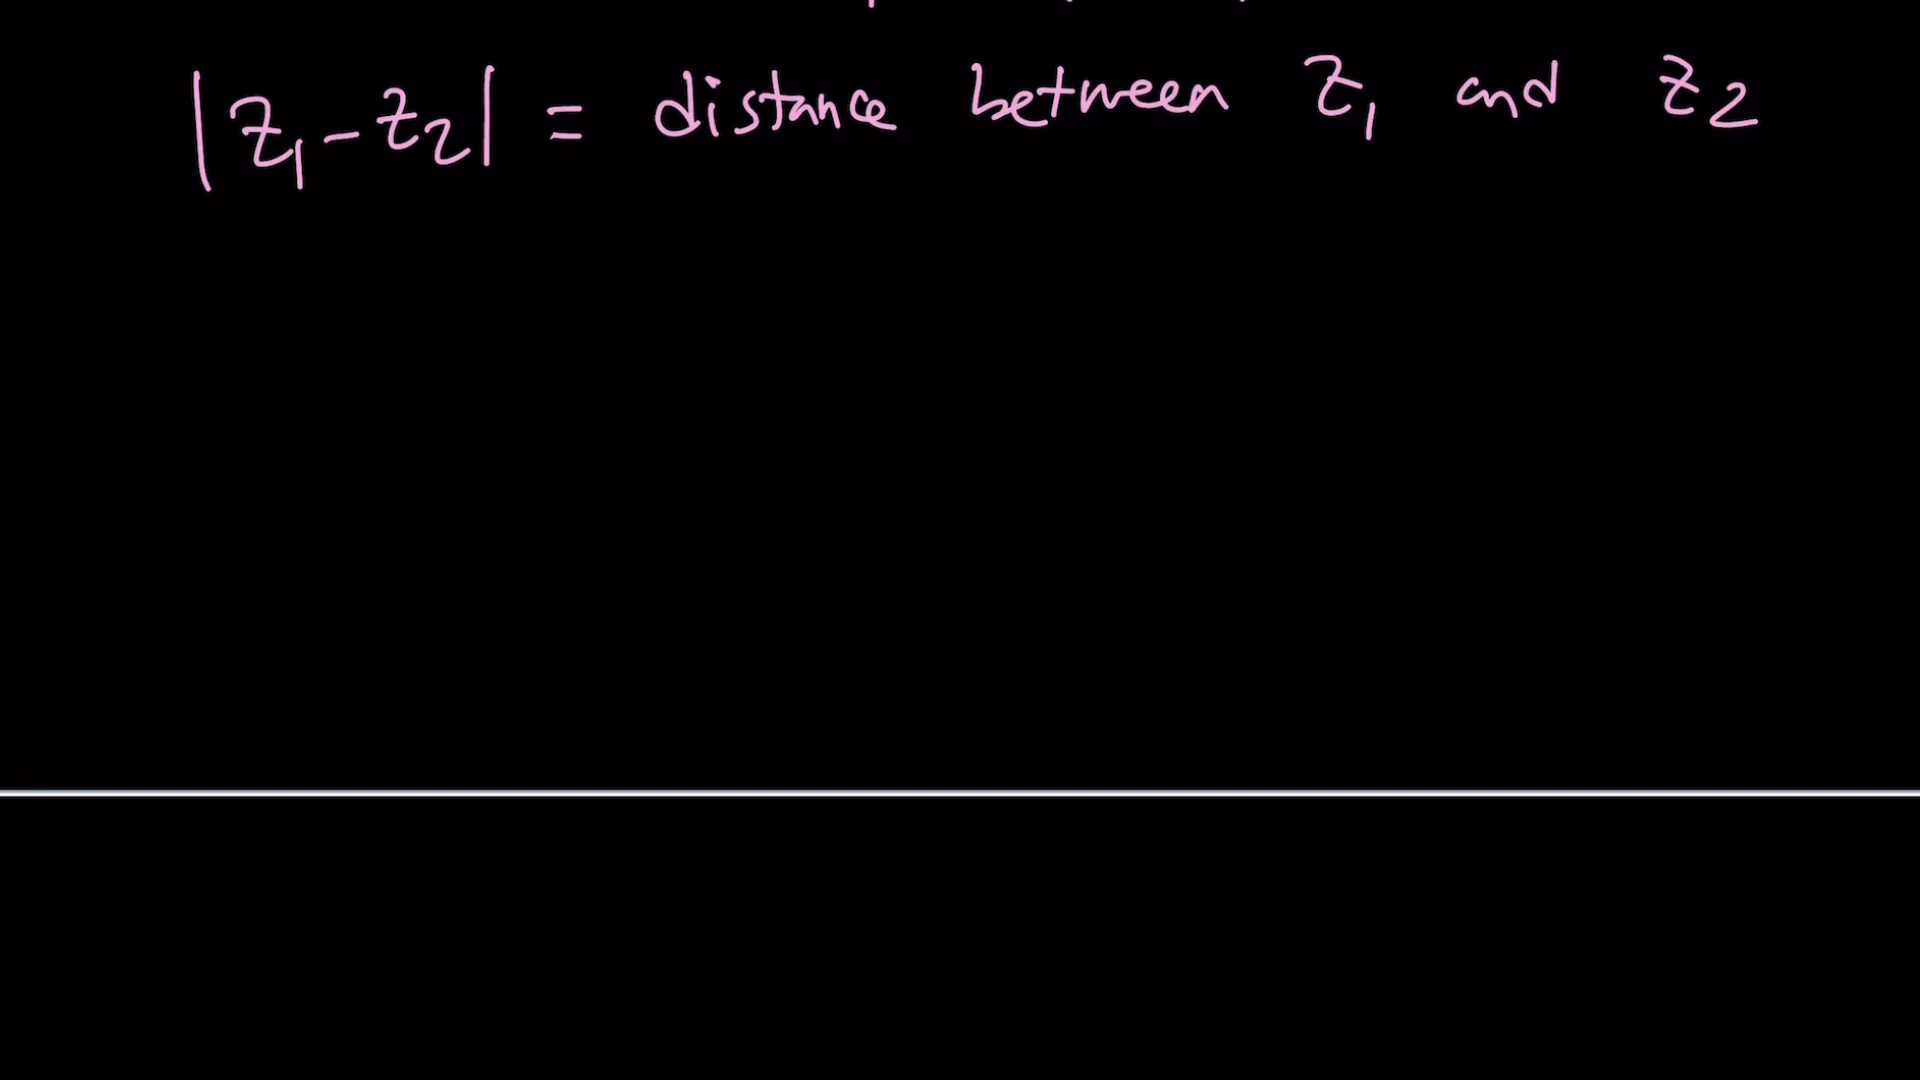 |z₁-z₂| = distance between z₁ and z₂